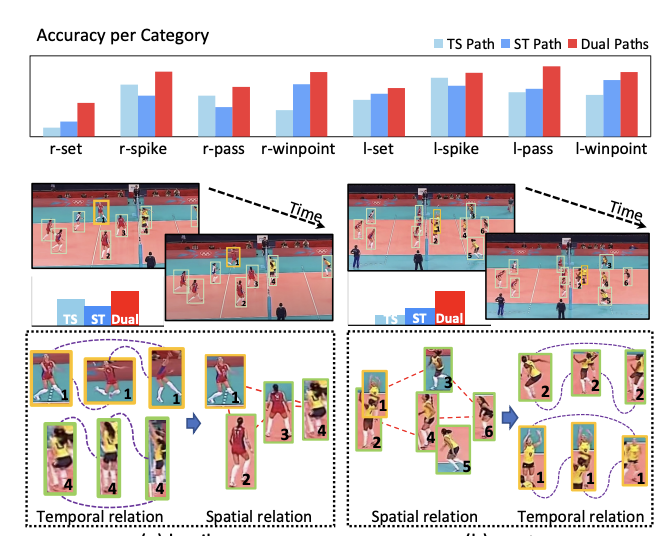 Accuracy per Category
TS Path ST Path Dual Paths
r-set r-spike r-pass r-winpoint l-set l-spike l-pass l-winpoint
Time
Time
TS ST Dual
TS ST Dual
1 1 1 1
4 4 4 2 3 4
1 2 3 4 5 6
2 2 2
1 1 1
Temporal relation Spatial relation
Spatial relation Temporal relation